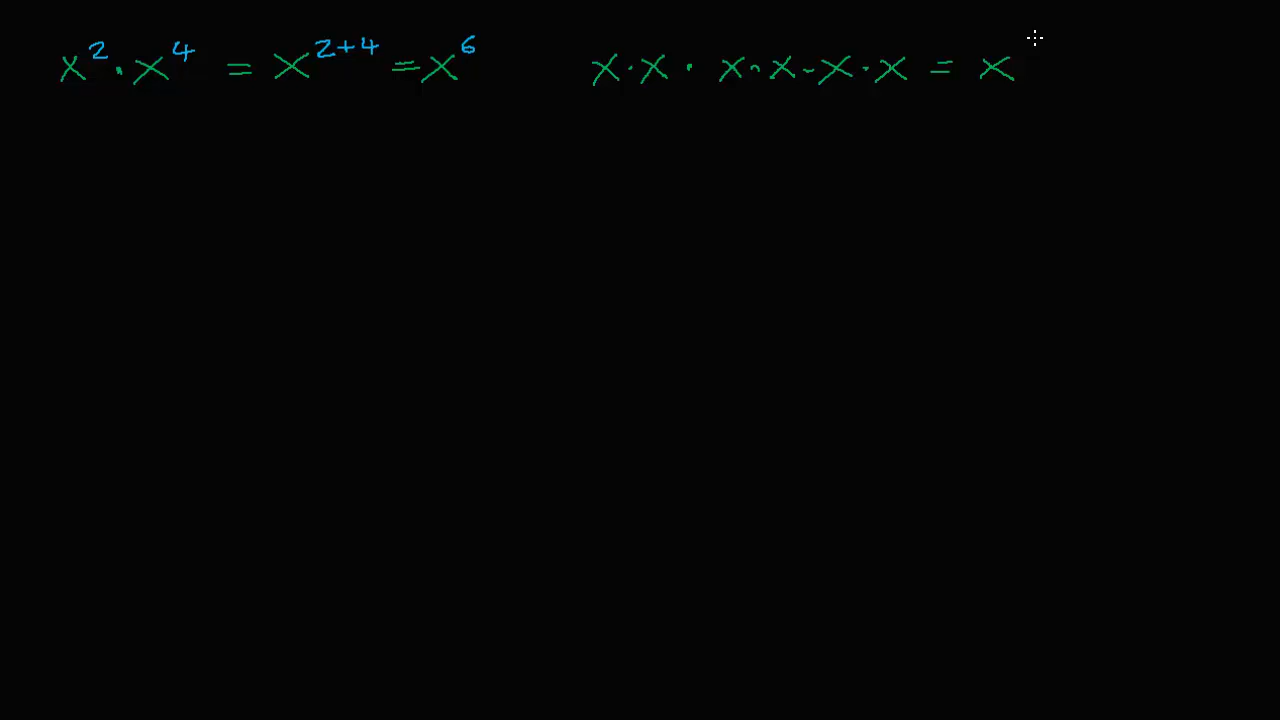 x² · x⁴ = x²⁺⁴ = x⁶ x · x · x · x · x · x = x